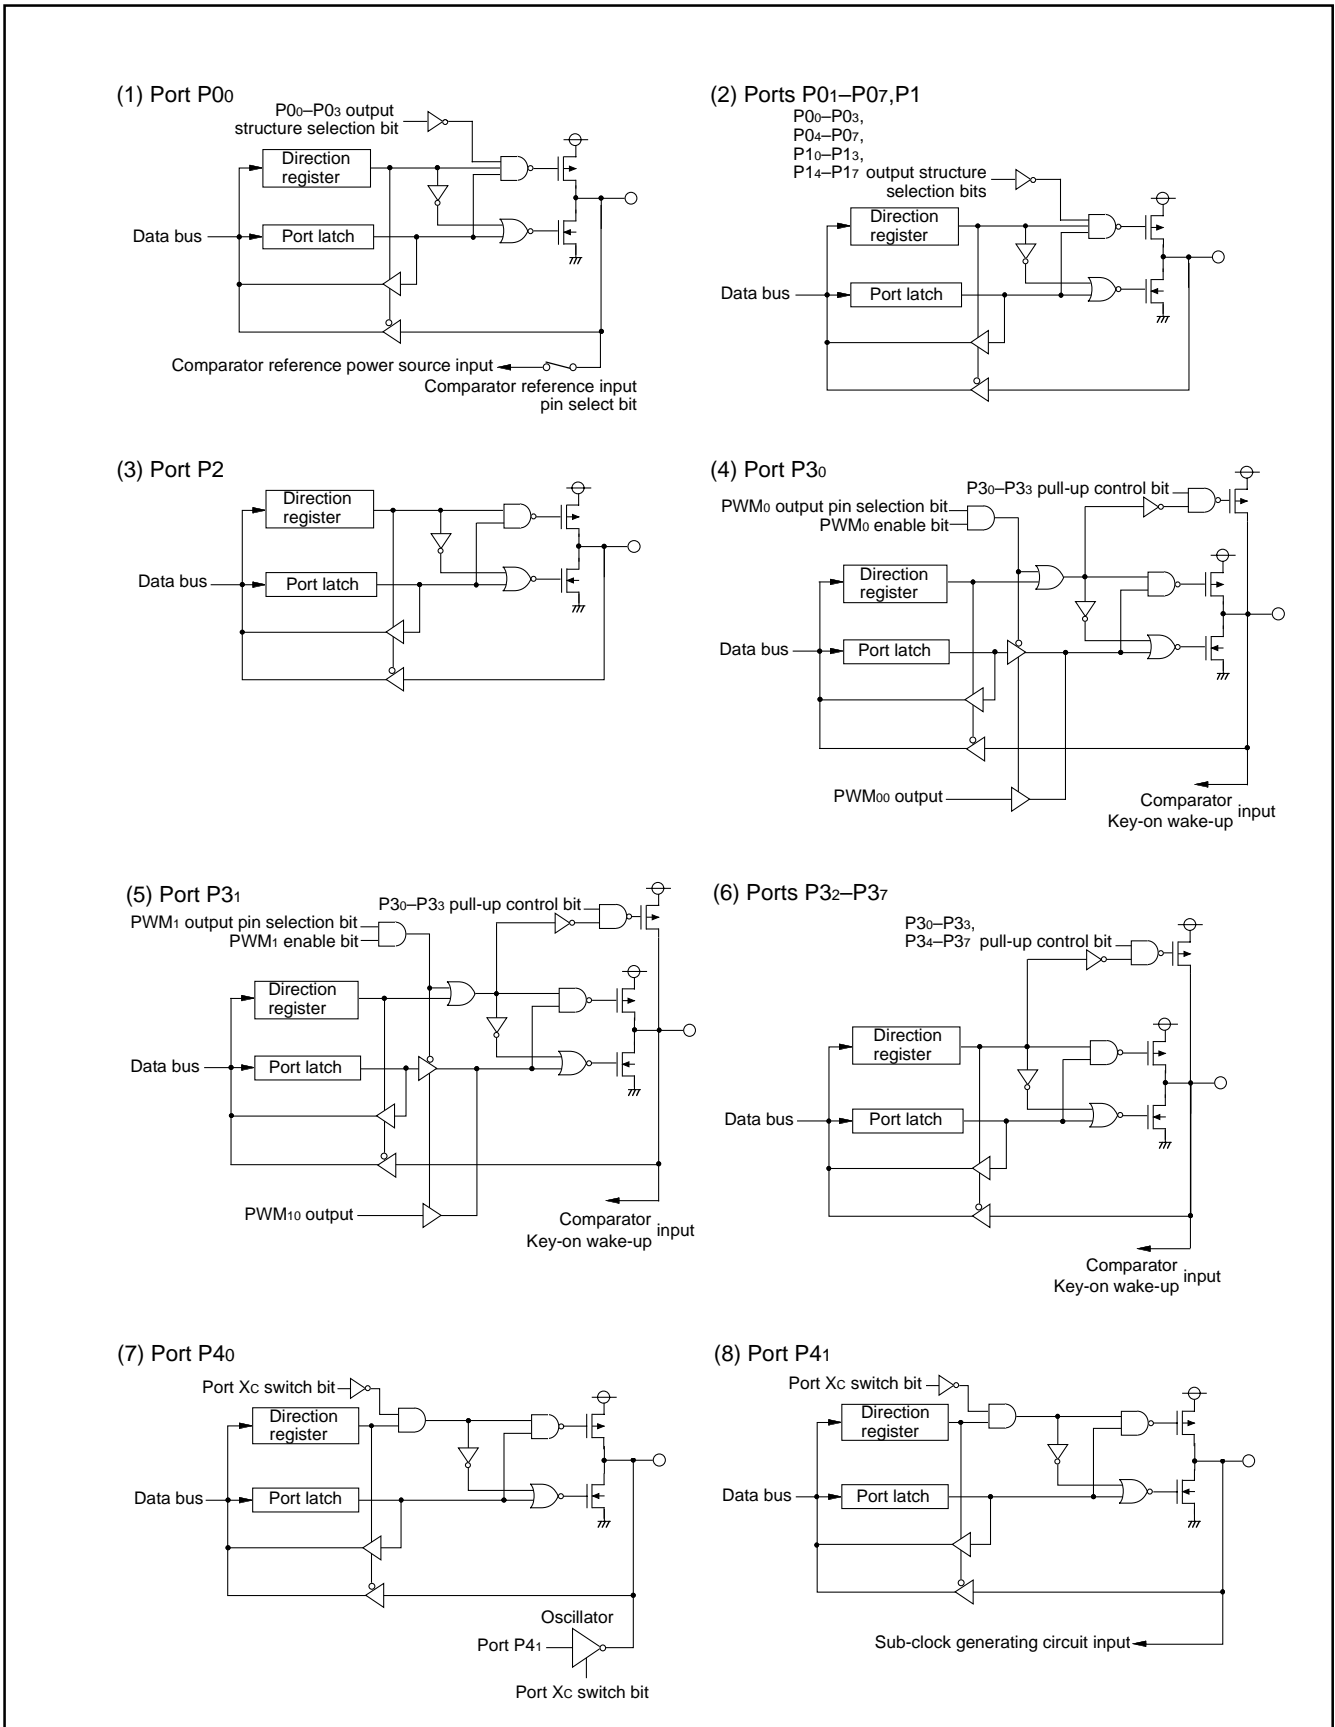 (1) Port P00
P00–P03 output
structure selection bit
Direction
register
Data bus
Port latch
Comparator reference power source input
Comparator reference input
pin select bit
(2) Ports P01–P07,P1
P00–P03,
P04–P07,
P10–P13,
P14–P17 output structure
selection bits
Direction
register
Data bus
Port latch
(3) Port P2
Direction
register
Data bus
Port latch
(4) Port P30
P30–P33 pull-up control bit
PWM0 output pin selection bit
PWM0 enable bit
Direction
register
Data bus
Port latch
PWM00 output
Comparator
Key-on wake-up
input
(5) Port P31
P30–P33 pull-up control bit
PWM1 output pin selection bit
PWM1 enable bit
Direction
register
Data bus
Port latch
PWM10 output
Comparator
Key-on wake-up
input
(6) Ports P32–P37
P30–P33,
P34–P37 pull-up control bit
Direction
register
Data bus
Port latch
Comparator
Key-on wake-up
input
(7) Port P40
Port XC switch bit
Direction
register
Data bus
Port latch
Oscillator
Port P41
Port XC switch bit
(8) Port P41
Port XC switch bit
Direction
register
Data bus
Port latch
Sub-clock generating circuit input